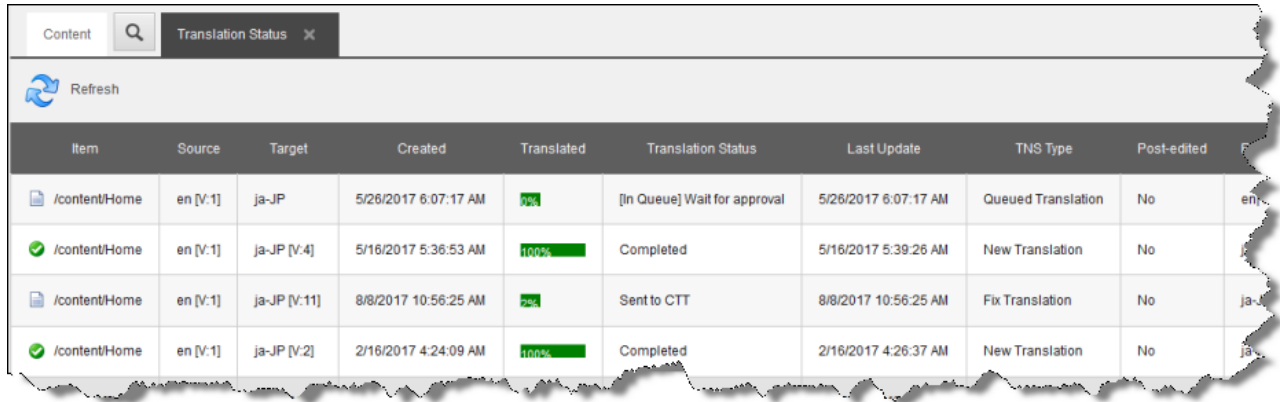 Content Translation Status
Refresh
Item Source Target Created Translated Translation Status Last Update TNS Type Post-edited
/content/Home en [V:1] ja-JP 5/26/2017 6:07:17 AM 0% [In Queue] Wait for approval 5/26/2017 6:07:17 AM Queued Translation No en[
/content/Home en [V:1] ja-JP [V:4] 5/16/2017 5:36:53 AM 100% Completed 5/16/2017 5:39:26 AM New Translation No
/content/Home en [V:1] ja-JP [V:11] 8/8/2017 10:56:25 AM 2% Sent to CTT 8/8/2017 10:56:25 AM Fix Translation No ja-J
/content/Home en [V:1] ja-JP [V:2] 2/16/2017 4:24:09 AM 100% Completed 2/16/2017 4:26:37 AM New Translation No ja-